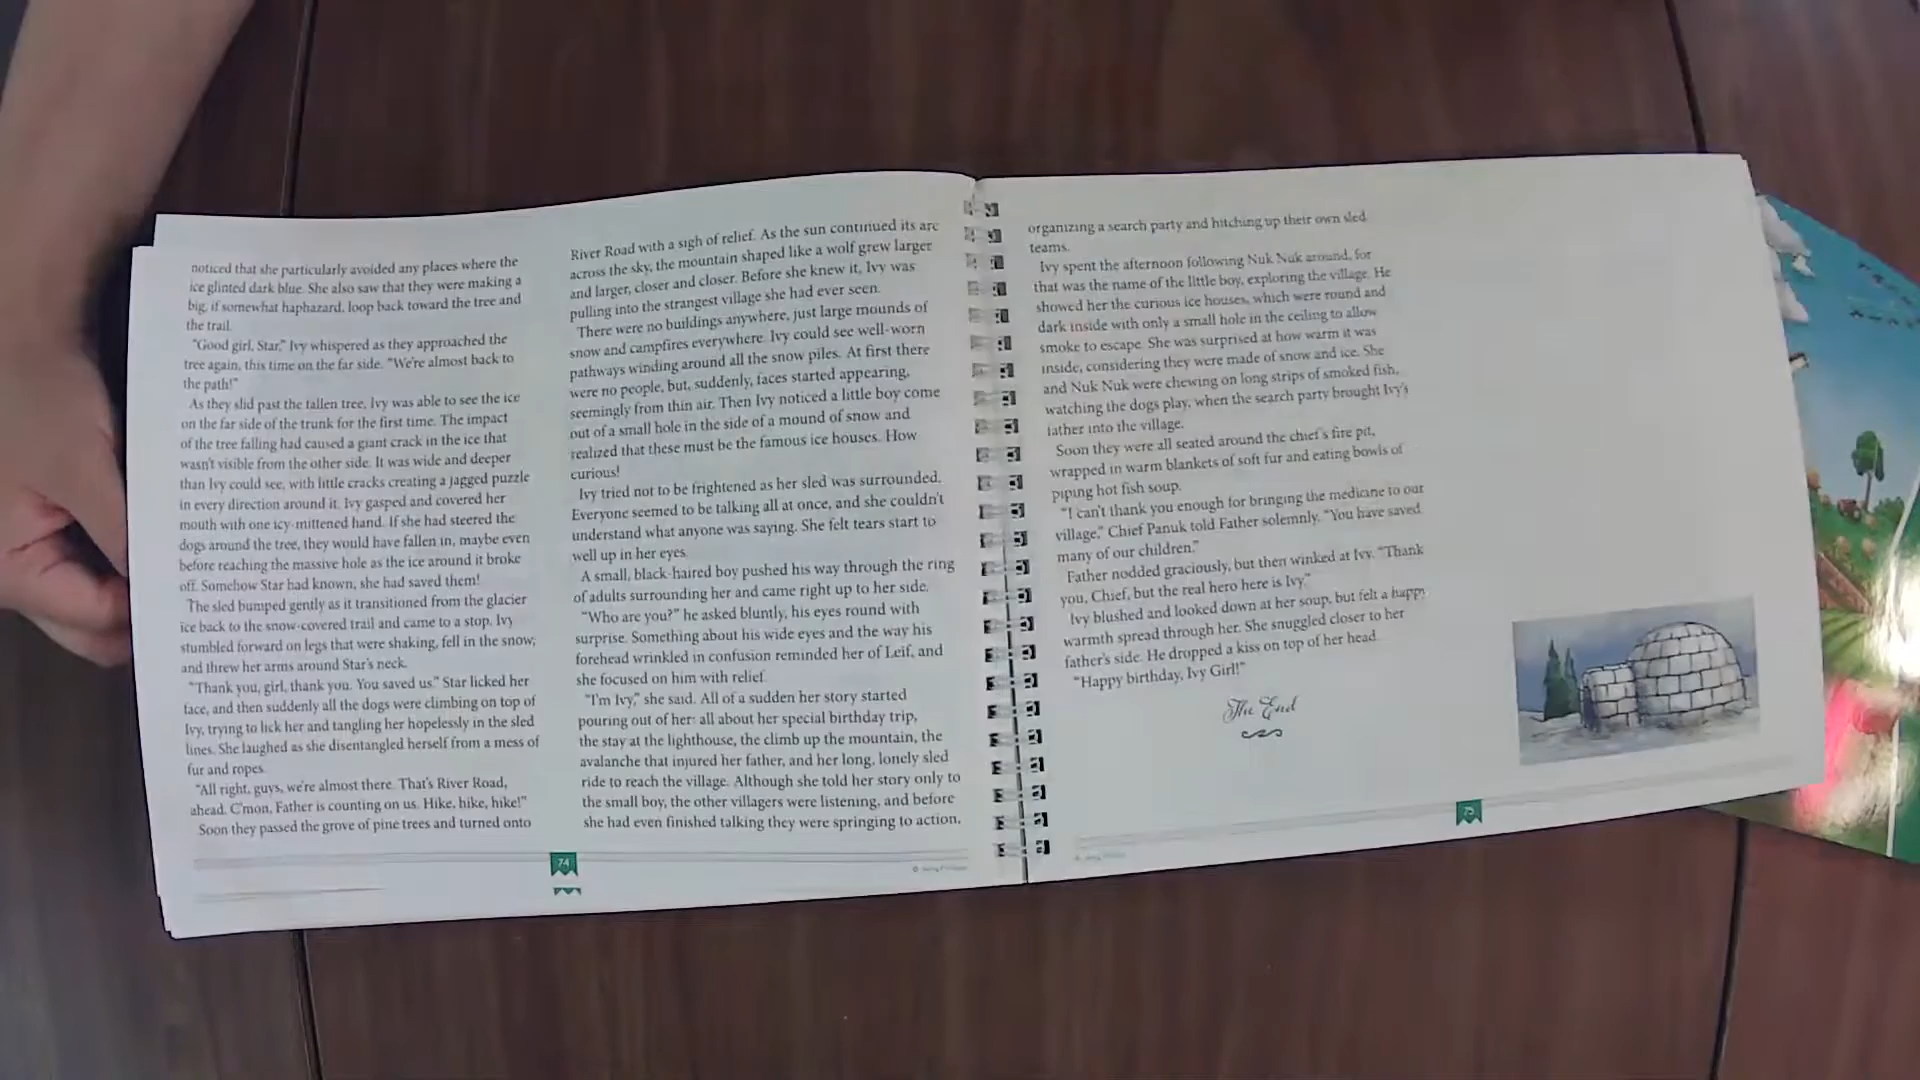 noticed that she particularly avoided any places where the
ice glinted dark blue. She also saw that they were making a
big, if somewhat haphazard, loop back toward the tree and
the trail.
"Good girl, Star," Ivy whispered as they approached the
tree again, this time on the far side. "We're almost back to
the path!"
As they slid past the fallen tree, Ivy was able to see the ice
on the far side of the trunk for the first time. The impact
of the tree falling had caused a giant crack in the ice that
wasn't visible from the other side. It was wide and deeper
than Ivy could see, with little cracks creating a jagged puzzle
in every direction around it. Ivy gasped and covered her
mouth with one icy-mittened hand. If she had steered the
dogs around the tree, they would have fallen in, maybe even
before reaching the massive hole as the ice around it broke
off. Somehow Star had known, she had saved them!
The sled bumped gently as it transitioned from the glacier
ice back to the snow-covered trail and came to a stop. Ivy
stumbled forward on legs that were shaking, fell in the snow,
and threw her arms around Star's neck.
"Thank you, girl, thank you. You saved us." Star licked her
face, and then suddenly all the dogs were climbing on top of
Ivy, trying to lick her and tangling her hopelessly in the sled
lines. She laughed as she disentangled herself from a mess of
fur and ropes.
"All right, guys, we're almost there. That's River Road,
ahead. C'mon, Father is counting on us. Hike, hike, hike!"
Soon they passed the grove of pine trees and turned onto
River Road with a sigh of relief. As the sun continued its arc
across the sky, the mountain shaped like a wolf grew larger
and larger, closer and closer. Before she knew it, Ivy was
pulling into the strangest village she had ever seen.
There were no buildings anywhere, just large mounds of
snow and campfires everywhere. Ivy could see well-worn
pathways winding around all the snow piles. At first there
were no people, but, suddenly, faces started appearing,
seemingly from thin air. Then Ivy noticed a little boy come
out of a small hole in the side of a mound of snow and
realized that these must be the famous ice houses. How
curious!
Ivy tried not to be frightened as her sled was surrounded.
Everyone seemed to be talking all at once, and she couldn't
understand what anyone was saying. She felt tears start to
well up in her eyes.
A small, black-haired boy pushed his way through the ring
of adults surrounding her and came right up to her side.
"Who are you?" he asked bluntly, his eyes round with
surprise. Something about his wide eyes and the way his
forehead wrinkled in confusion reminded her of Leif, and
she focused on him with relief.
"I'm Ivy," she said. All of a sudden her story started
pouring out of her: all about her special birthday trip,
the stay at the lighthouse, the climb up the mountain, the
avalanche that injured her father, and her long, lonely sled
ride to reach the village. Although she told her story only to
the small boy, the other villagers were listening, and before
she had even finished talking they were springing to action,
74
organizing a search party and hitching up their own sled
teams.
Ivy spent the afternoon following Nuk Nuk around, for
that was the name of the little boy, exploring the village. He
showed her the curious ice houses, which were round and
dark inside with only a small hole in the ceiling to allow
smoke to escape. She was surprised at how warm it was
inside, considering they were made of snow and ice. She
and Nuk Nuk were chewing on long strips of smoked fish,
watching the dogs play, when the search party brought Ivy's
father into the village.
Soon they were all seated around the chief's fire pit,
wrapped in warm blankets of soft fur and eating bowls of
piping hot fish soup.
"I can't thank you enough for bringing the medicine to our
village," Chief Panuk told Father solemnly. "You have saved
many of our children."
Father nodded graciously, but then winked at Ivy. "Thank
you, Chief, but the real hero here is Ivy."
Ivy blushed and looked down at her soup, but felt a happy
warmth spread through her. She snuggled closer to her
father's side. He dropped a kiss on top of her head.
"Happy birthday, Ivy Girl!"
The End
75